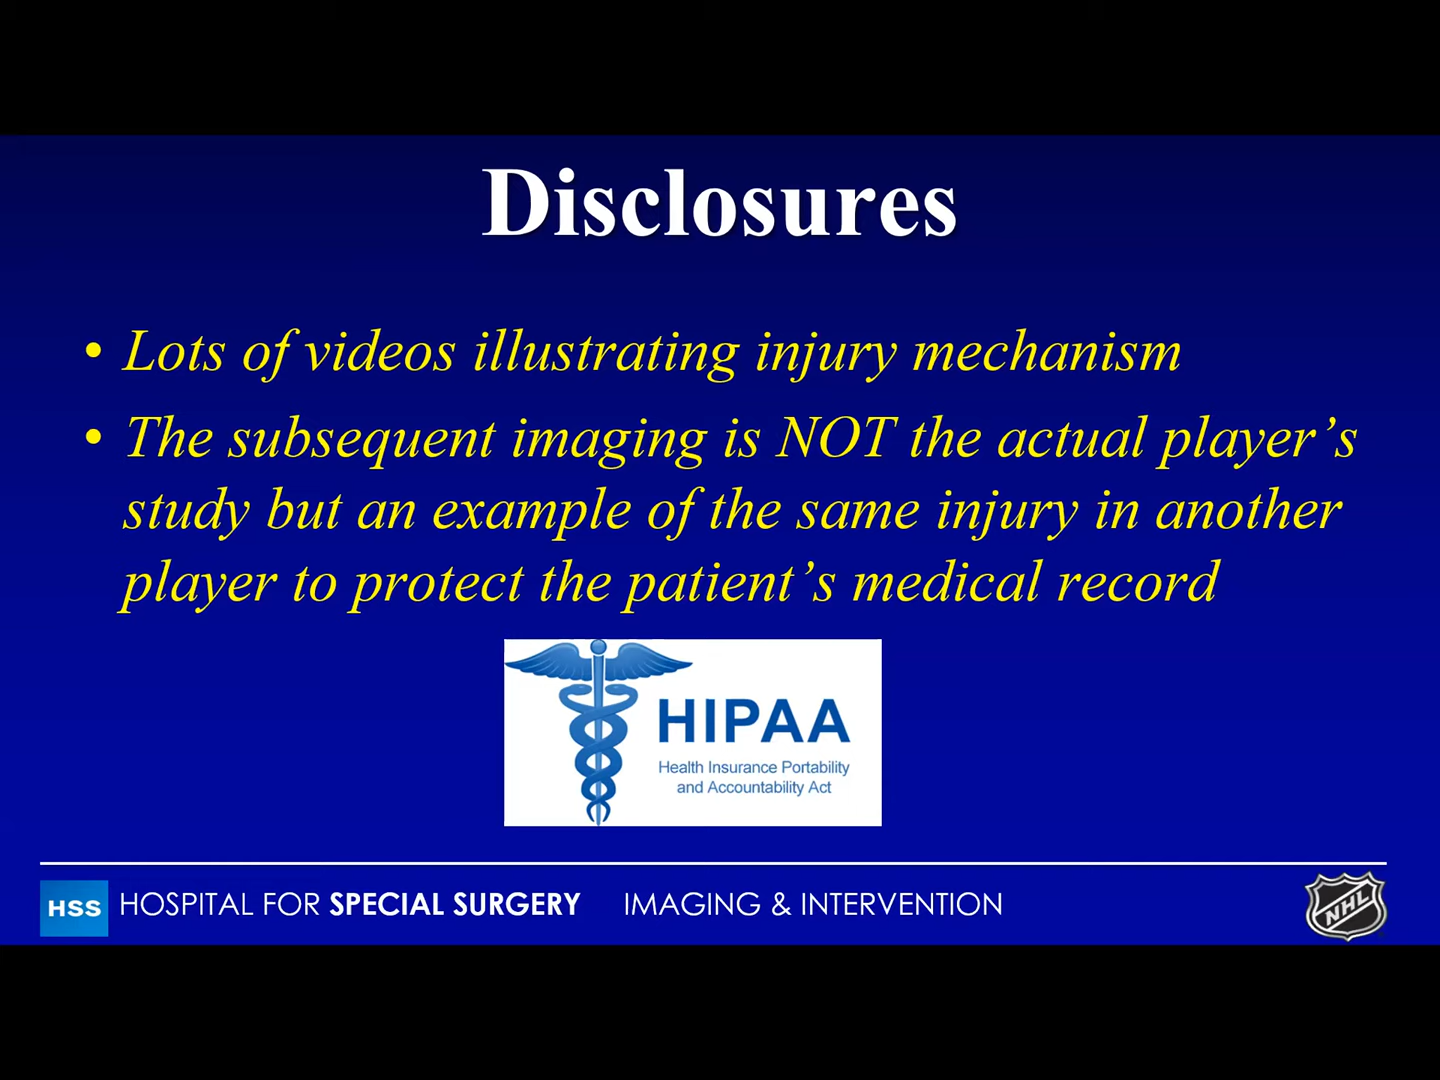 Disclosures
• Lots of videos illustrating injury mechanism
• The subsequent imaging is NOT the actual player’s
study but an example of the same injury in another
player to protect the patient’s medical record
HIPAA
Health Insurance Portability
and Accountability Act
HSS HOSPITAL FOR SPECIAL SURGERY IMAGING & INTERVENTION
NHL